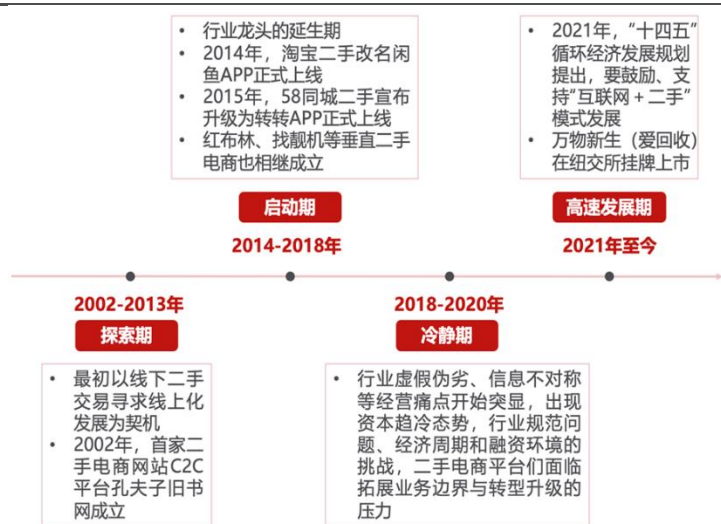 • 行业龙头的延生期
• 2014年，淘宝二手改名闲
鱼APP正式上线
• 2015年，58同城二手宣布
升级为转转APP正式上线
• 红布林、找靓机等垂直二手
电商也相继成立
启动期
2014-2018年
• 2021年，“十四五”
循环经济发展规划
提出，要鼓励、支
持“互联网＋二手”
模式发展
• 万物新生（爱回收）
在纽交所挂牌上市
高速发展期
2021年至今
2002-2013年
探索期
• 最初以线下二手
交易寻求线上化
发展为契机
• 2002年，首家二
手电商网站C2C
平台孔夫子旧书
网成立
2018-2020年
冷静期
• 行业虚假伪劣、信息不对称
等经营痛点开始突显，出现
资本趋冷态势，行业规范问
题、经济周期和融资环境的
挑战，二手电商平台们面临
拓展业务边界与转型升级的
压力